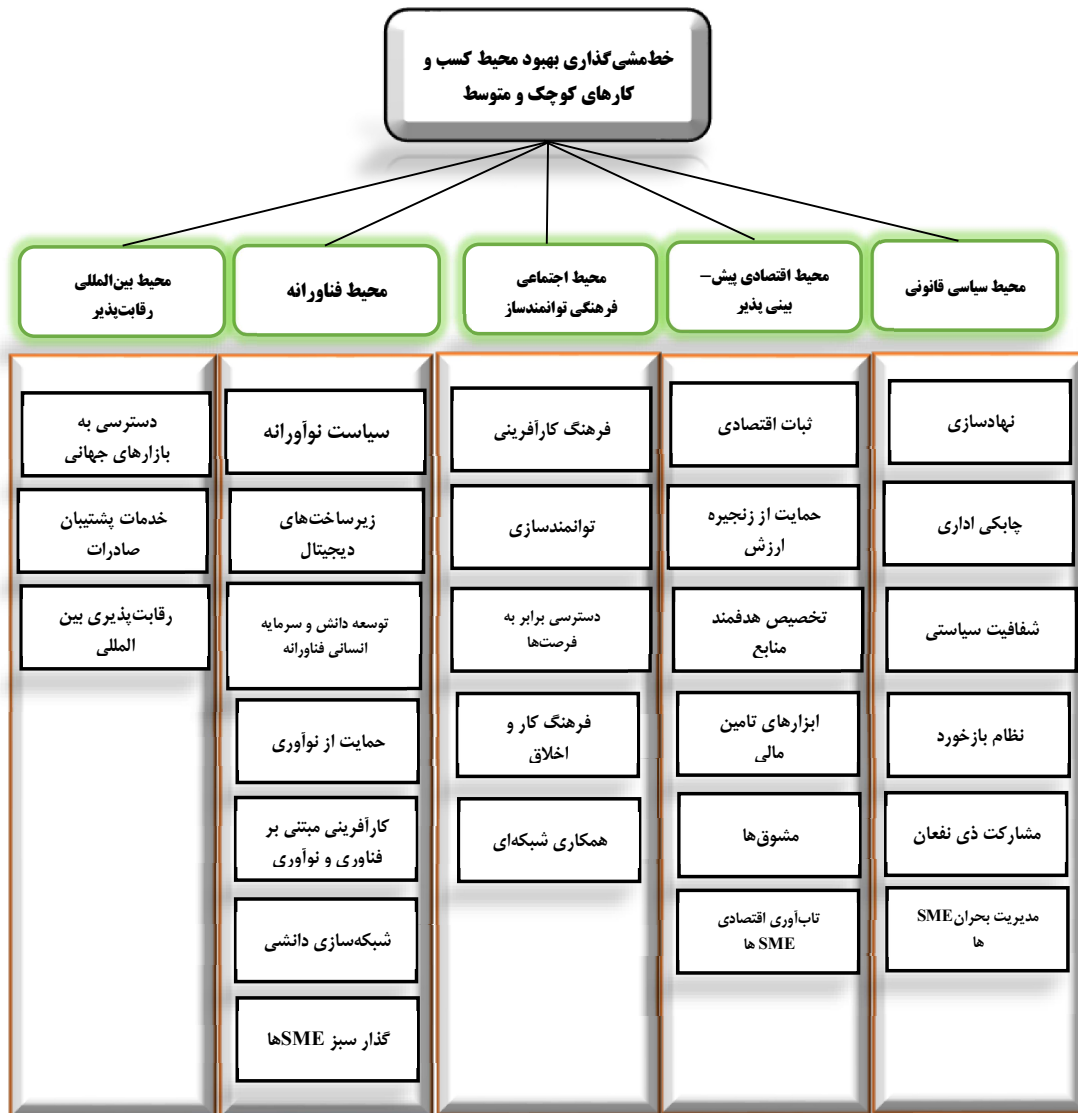 خط‌مشی‌گذاری بهبود محیط کسب و
کارهای کوچک و متوسط
محیط سیاسی قانونی
محیط اقتصادی پیش–
بینی پذیر
محیط اجتماعی
فرهنگی توانمندساز
محیط فناورانه
محیط بین‌المللی
رقابت‌پذیر
نهادسازی
چابکی اداری
شفافیت سیاستی
نظام بازخورد
مشارکت ذی نفعان
مدیریت بحران SME
ها
ثبات اقتصادی
حمایت از زنجیره
ارزش
تخصیص هدفمند
منابع
ابزارهای تامین
مالی
مشوق‌ها
تاب‌آوری اقتصادی
SME ها
فرهنگ کارآفرینی
توانمندسازی
دسترسی برابر به
فرصت‌ها
فرهنگ کار و
اخلاق
همکاری شبکه‌ای
سیاست نوآورانه
زیرساخت‌های
دیجیتال
توسعه دانش و سرمایه
انسانی فناورانه
حمایت از نوآوری
کارآفرینی مبتنی بر
فناوری و نوآوری
شبکه‌سازی دانشی
گذار سبز SMEها
دسترسی به
بازارهای جهانی
خدمات پشتیبان
صادرات
رقابت‌پذیری بین
المللی